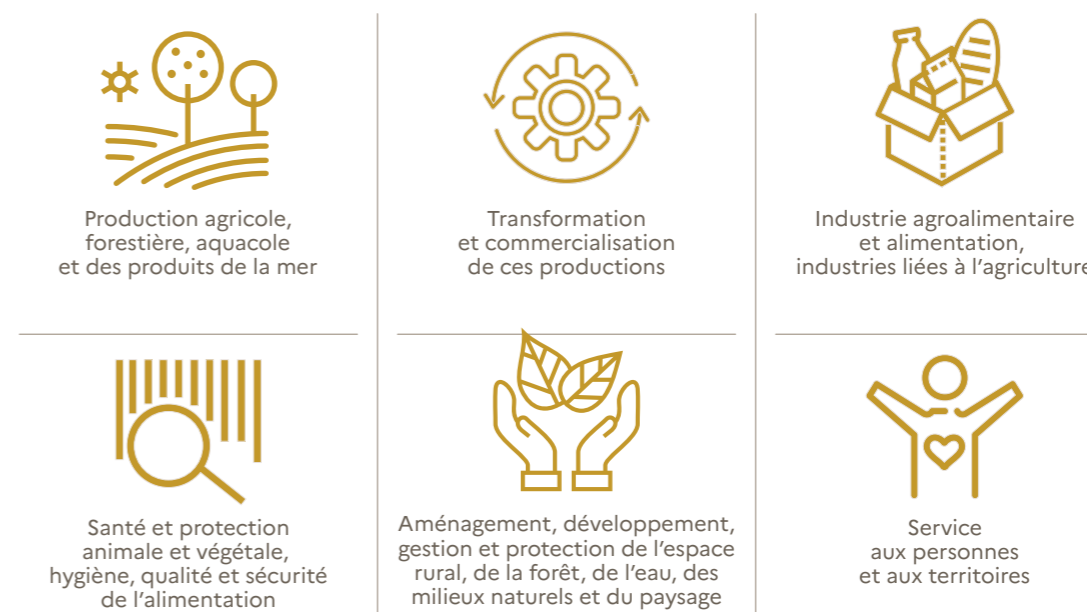 Production agricole,
forestière, aquacole
et des produits de la mer
Transformation
et commercialisation
de ces productions
Industrie agroalimentaire
et alimentation,
industries liées à l’agriculture
Santé et protection
animale et végétale,
hygiène, qualité et sécurité
de l’alimentation
Aménagement, développement,
gestion et protection de l’espace
rural, de la forêt, de l’eau, des
milieux naturels et du paysage
Service
aux personnes
et aux territoires